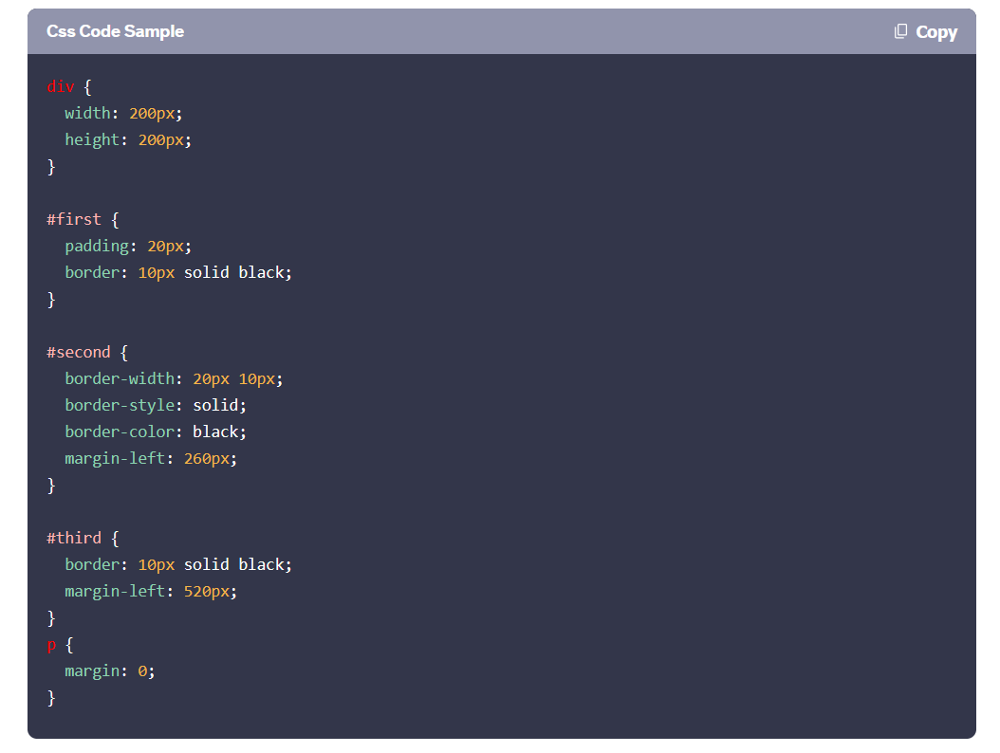 Css Code Sample
Copy
div {
  width: 200px;
  height: 200px;
}

#first {
  padding: 20px;
  border: 10px solid black;
}

#second {
  border-width: 20px 10px;
  border-style: solid;
  border-color: black;
  margin-left: 260px;
}

#third {
  border: 10px solid black;
  margin-left: 520px;
}
p {
  margin: 0;
}